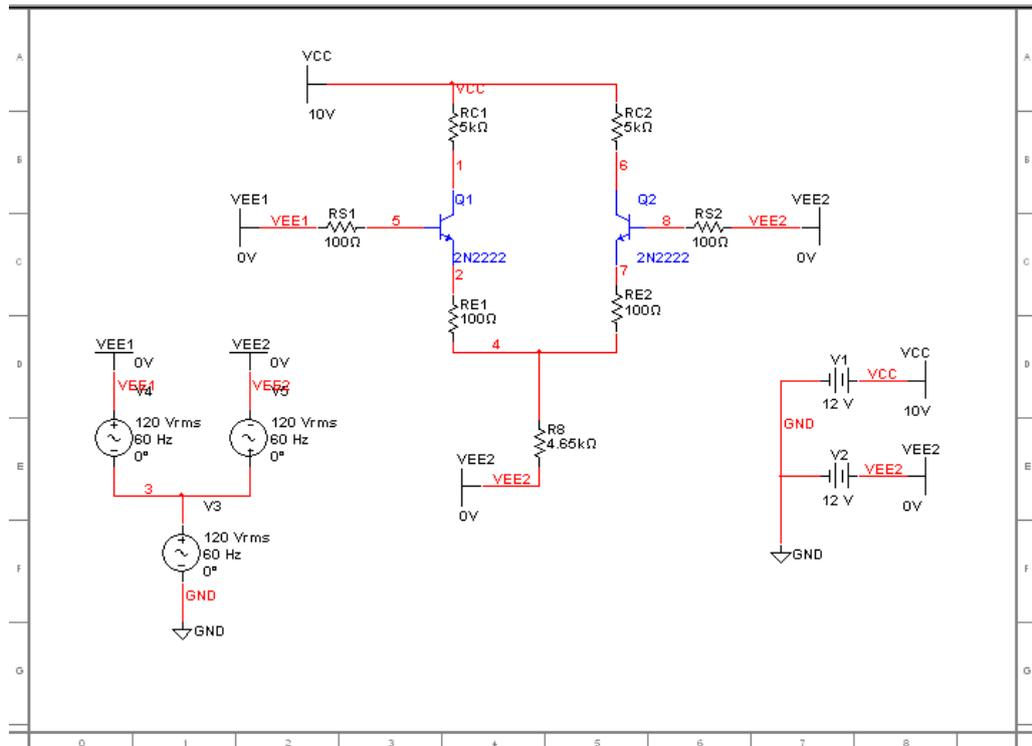 A
A
VCC
VCC
10V
RC1
5kΩ
RC2
5kΩ
B
B
1
6
VEE1
VEE1
RS1
100Ω
5
Q1
Q2
8
RS2
100Ω
VEE2
VEE2
0V
0V
2N2222
2N2222
C
C
2
7
RE1
100Ω
RE2
100Ω
4
VEE1
0V
VEE2
0V
D
D
VEE1
V4
VEE2
V5
120 Vrms
60 Hz
0°
120 Vrms
60 Hz
0°
V1
12 V
VCC
VCC
10V
GND
R8
4.65kΩ
VEE2
VEE2
0V
E
E
V2
12 V
VEE2
VEE2
0V
3
V3
120 Vrms
60 Hz
0°
GND
F
F
GND
GND
G
G
0
1
2
3
4
5
6
7
8